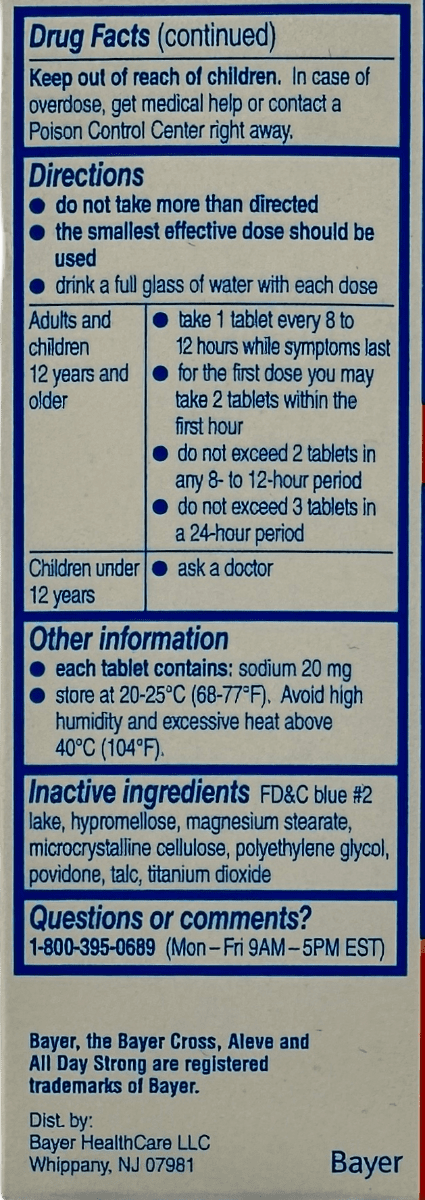 Drug Facts (continued)
Keep out of reach of children. In case of
overdose, get medical help or contact a
Poison Control Center right away.
Directions
● do not take more than directed
● the smallest effective dose should be
used
● drink a full glass of water with each dose
Adults and
children
12 years and
older
● take 1 tablet every 8 to
12 hours while symptoms last
● for the first dose you may
take 2 tablets within the
first hour
● do not exceed 2 tablets in
any 8- to 12-hour period
● do not exceed 3 tablets in
a 24-hour period
Children under
12 years
● ask a doctor
Other information
● each tablet contains: sodium 20 mg
● store at 20-25°C (68-77°F). Avoid high
humidity and excessive heat above
40°C (104°F).
Inactive ingredients FD&C blue #2
lake, hypromellose, magnesium stearate,
microcrystalline cellulose, polyethylene glycol,
povidone, talc, titanium dioxide
Questions or comments?
1-800-395-0689 (Mon – Fri 9AM – 5PM EST)
Bayer, the Bayer Cross, Aleve and
All Day Strong are registered
trademarks of Bayer.
Dist. by:
Bayer HealthCare LLC
Whippany, NJ 07981
Bayer